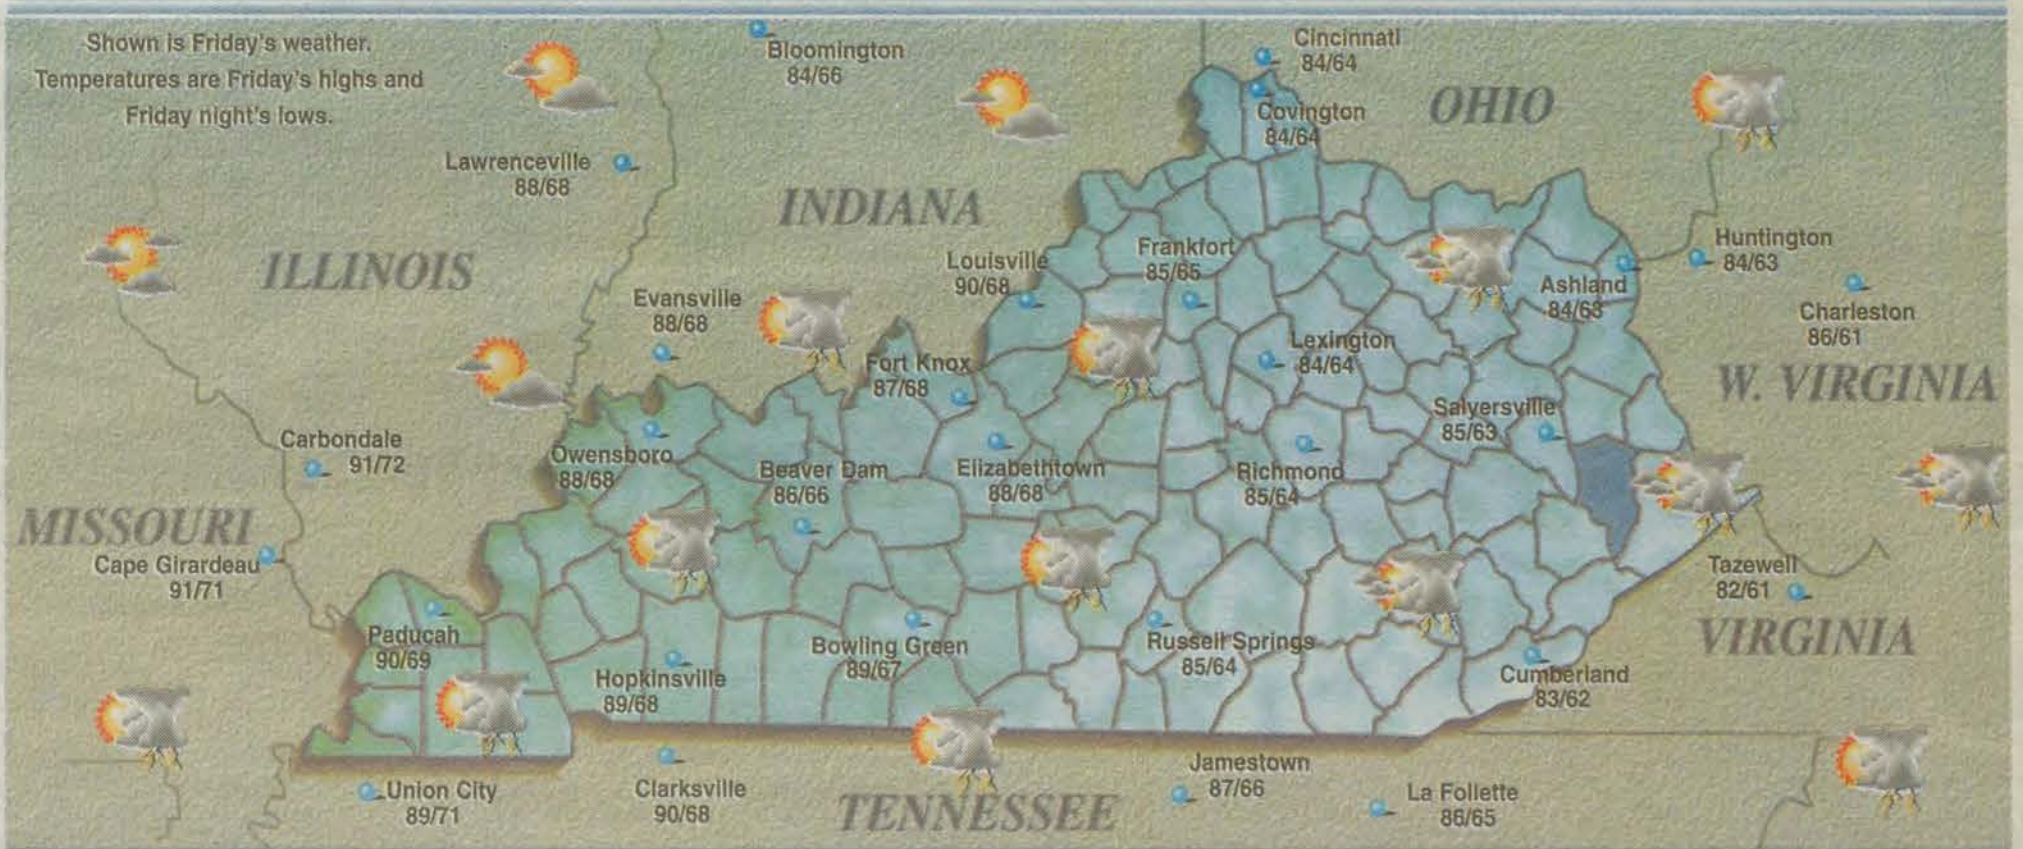 Shown is Friday's weather.
Temperatures are Friday's highs and
Friday night's lows.
Bloomington
84/66
Cincinnati
84/64
Covington
84/64
OHIO
Lawrenceville
88/68
INDIANA
ILLINOIS
Evansville
88/68
Louisville
90/68
Frankfort
85/65
Huntington
84/63
Ashland
84/63
Charleston
86/61
Fort Knox
87/68
Lexington
84/64
W. VIRGINIA
Salyersville
85/63
Carbondale
91/72
Owensboro
88/68
Beaver Dam
86/66
Elizabethtown
88/68
Richmond
85/64
MISSOURI
Cape Girardeau
91/71
Tazewell
82/61
VIRGINIA
Paducah
90/69
Hopkinsville
89/68
Bowling Green
89/67
Russell Springs
85/64
Cumberland
83/62
Union City
89/71
Clarksville
90/68
TENNESSEE
Jamestown
87/66
La Follette
86/65